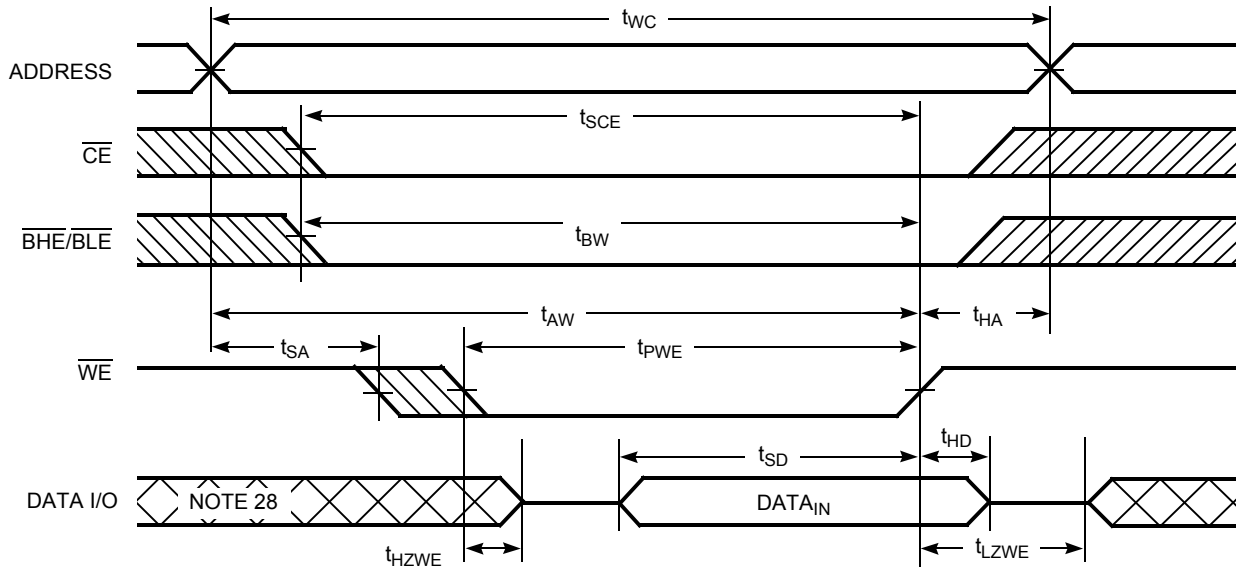 tWC
ADDRESS
tSCE
CE
BHE/BLE
tBW
tAW
tHA
tSA
tPWE
WE
tSD
tHD
DATA I/O
NOTE 28
DATAIN
tHZWE
tLZWE